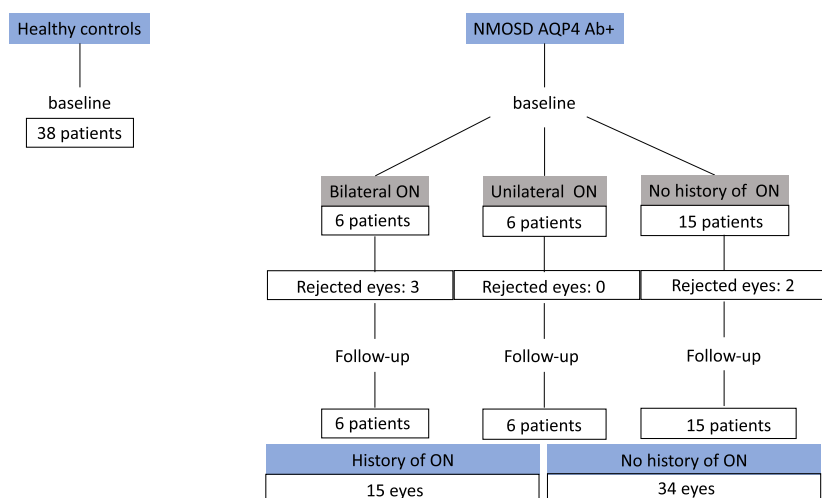 Healthy controls
baseline
38 patients
NMOSD AQP4 Ab+
baseline
Bilateral ON
Unilateral ON
No history of ON
6 patients
6 patients
15 patients
Rejected eyes: 3
Rejected eyes: 0
Rejected eyes: 2
Follow-up
Follow-up
Follow-up
6 patients
6 patients
15 patients
History of ON
No history of ON
15 eyes
34 eyes